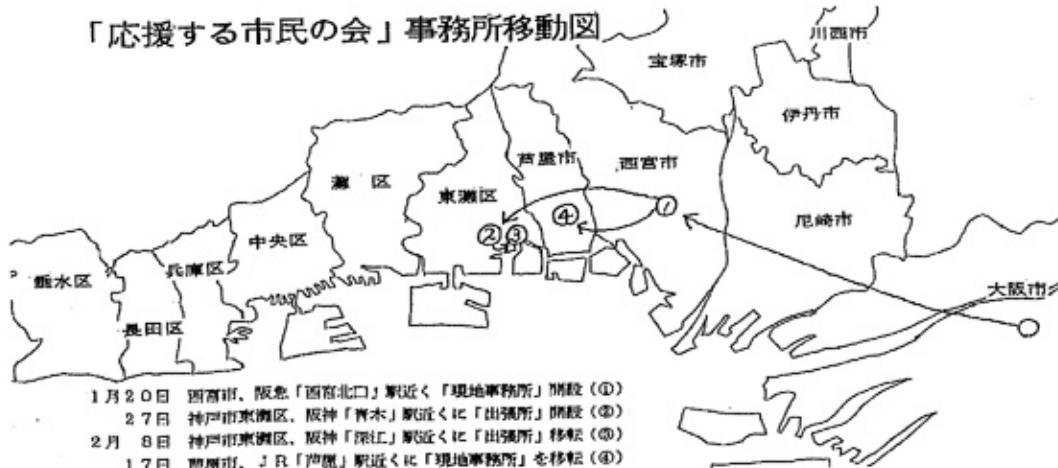 「応援する市民の会」事務所移動図
川西市
宝塚市
伊丹市
芦屋市
西宮市
灘 区
東灘区
④
①
尼崎市
中央区
② ③
兵庫区
垂水区
大阪市
長田区
1月20日 西宮市、阪急「西宮北口」駅近く「現地事務所」開設(①)
27日 神戸市東灘区、阪神「青木」駅近くに「出張所」開設(②)
2月 8日 神戸市東灘区、阪神「深江」駅近くに「出張所」移転(③)
17日 芦屋市、JR「芦屋」駅近くに「現地事務所」を移転(④)